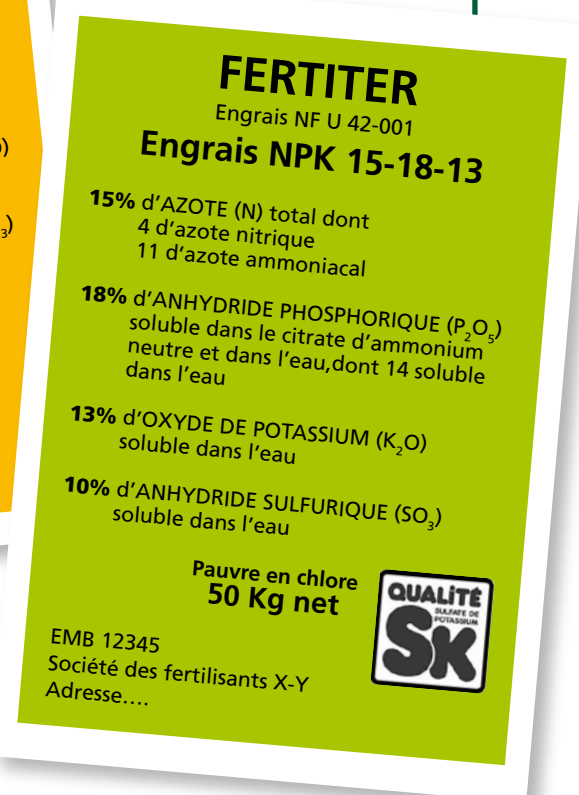 FERTITER
Engrais NF U 42-001
Engrais NPK 15-18-13
15% d’AZOTE (N) total dont
4 d’azote nitrique
11 d’azote ammoniacal
18% d’ANHYDRIDE PHOSPHORIQUE (P₂O₅)
soluble dans le citrate d’ammonium
neutre et dans l’eau,dont 14 soluble
dans l’eau
13% d’OXYDE DE POTASSIUM (K₂O)
soluble dans l’eau
10% d’ANHYDRIDE SULFURIQUE (SO₃)
soluble dans l’eau
Pauvre en chlore
50 Kg net
QUALITÉ
SULFATE DE
POTASSIUM
SK
EMB 12345
Société des fertilisants X-Y
Adresse….